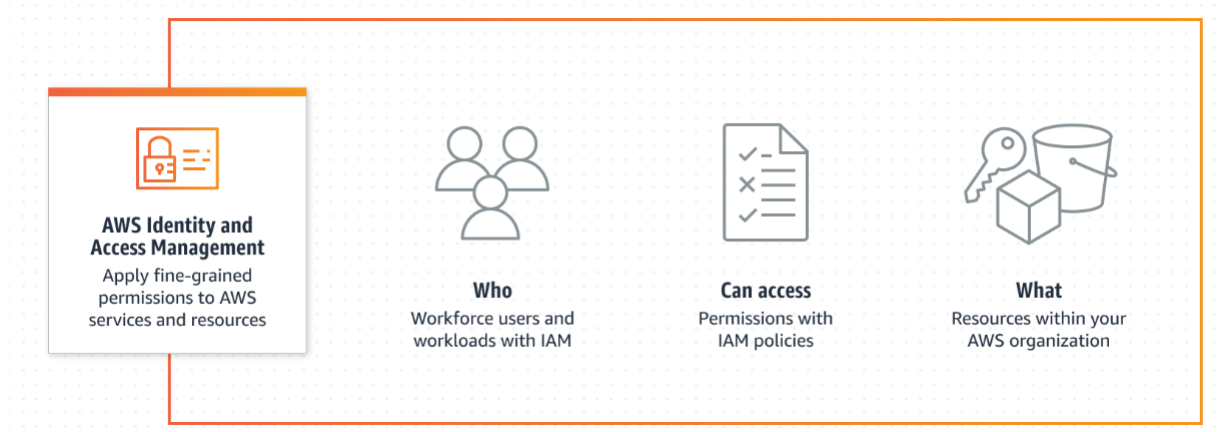 AWS Identity and
Access Management
Apply fine-grained
permissions to AWS
services and resources
Who
Workforce users and
workloads with IAM
Can access
Permissions with
IAM policies
What
Resources within your
AWS organization